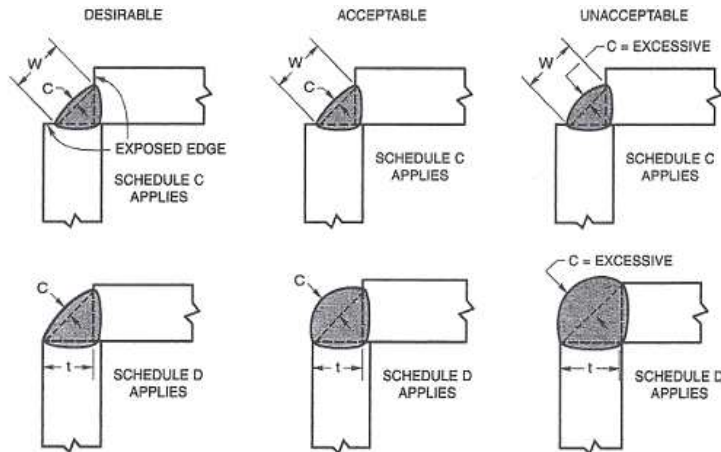 DESIRABLE
ACCEPTABLE
UNACCEPTABLE
W
C
EXPOSED EDGE
SCHEDULE C
APPLIES
W
C
SCHEDULE C
APPLIES
W
C = EXCESSIVE
SCHEDULE C
APPLIES
C
t
SCHEDULE D
APPLIES
C
t
SCHEDULE D
APPLIES
C = EXCESSIVE
t
SCHEDULE D
APPLIES